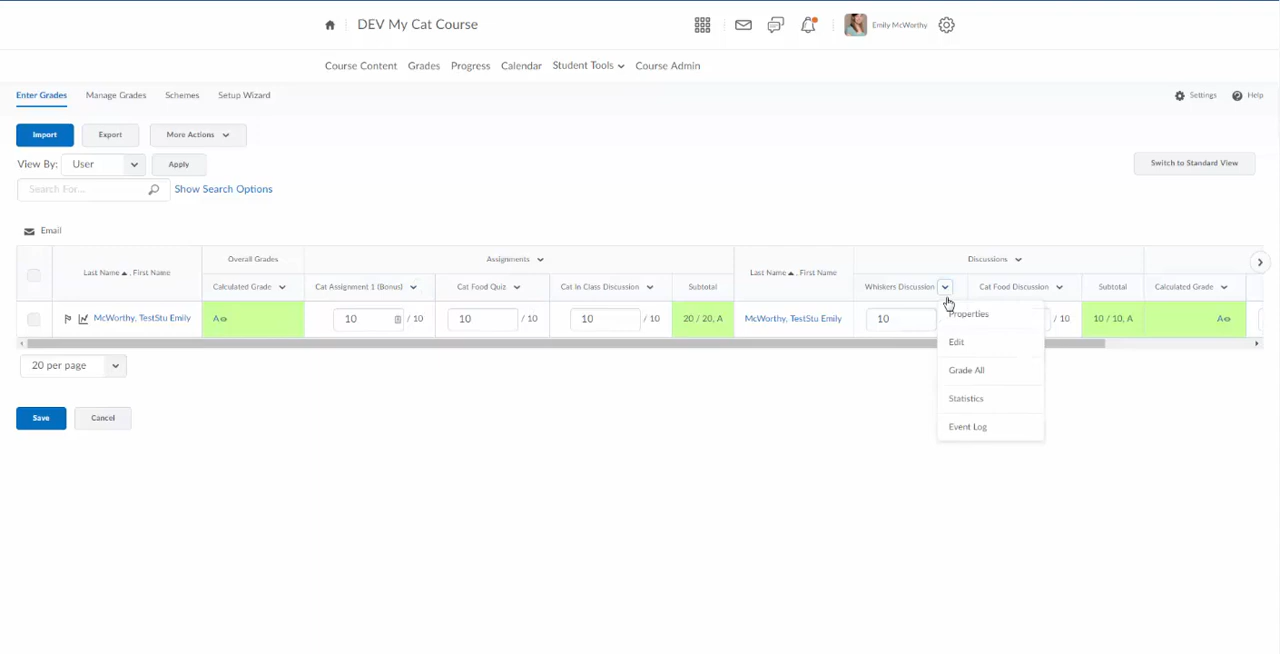 DEV My Cat Course
Emily McWorthy
Course Content Grades Progress Calendar Student Tools Course Admin
Enter Grades Manage Grades Schemes Setup Wizard Settings Help
Import Export More Actions
View By: User Apply Switch to Standard View
Search For... Show Search Options
Email
Overall Grades Assignments Discussions
Last Name , First Name Last Name , First Name
Calculated Grade Cat Assignment 1 (Bonus) Cat Food Quiz Cat In Class Discussion Subtotal Whiskers Discussion Cat Food Discussion Subtotal Calculated Grade
McWorthy, TestStu Emily A 10 / 10 10 / 10 10 / 10 20 / 20, A McWorthy, TestStu Emily 10 / 10 10 / 10, A A
Properties
Edit
Grade All
Statistics
Event Log
20 per page
Save Cancel